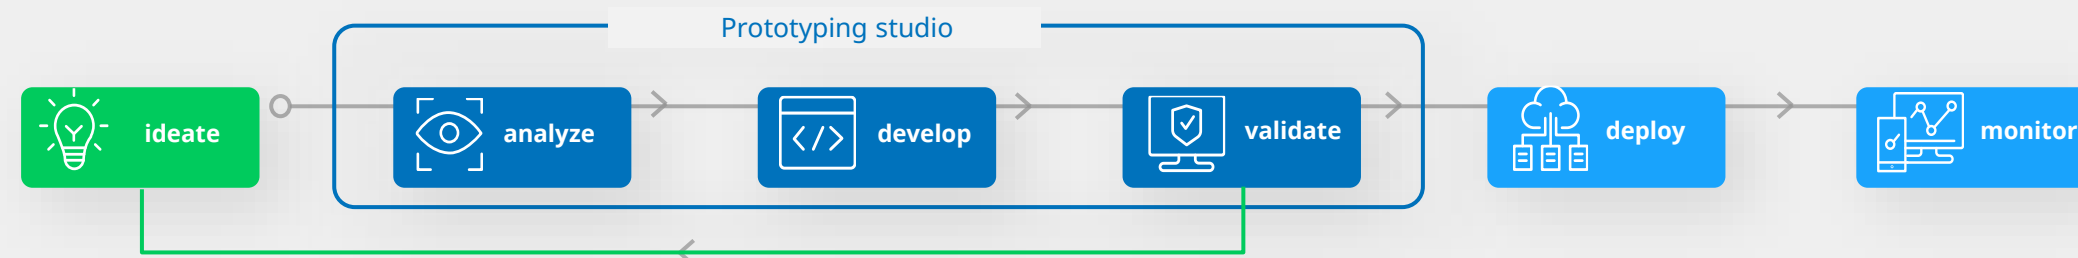 Prototyping studio
ideate
analyze
develop
validate
deploy
monitor